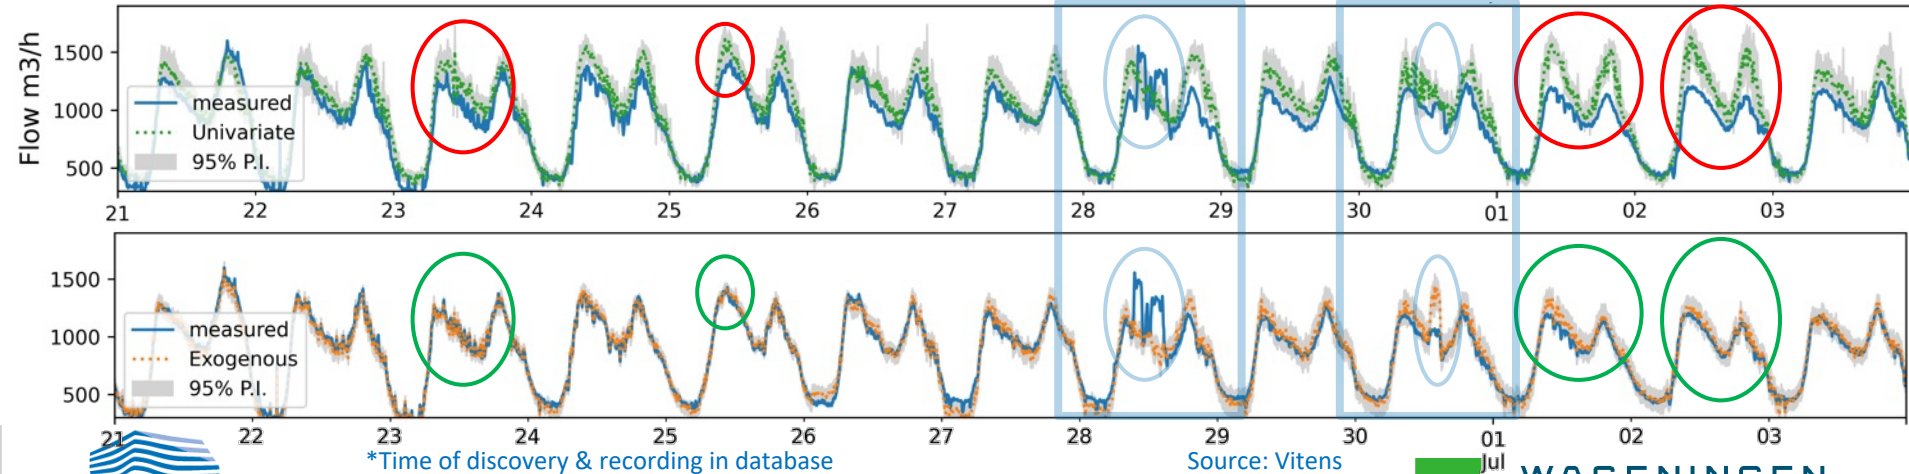 Flow m3/h
1500
1000
500
measured
Univariate
95% P.I.
21 22 23 24 25 26 27 28 29 30 01 02 03
1500
1000
500
measured
Exogenous
95% P.I.
21 22 23 24 25 26 27 28 29 30 01 02 03
Jul
*Time of discovery & recording in database
Source: Vitens
WAGENINGEN